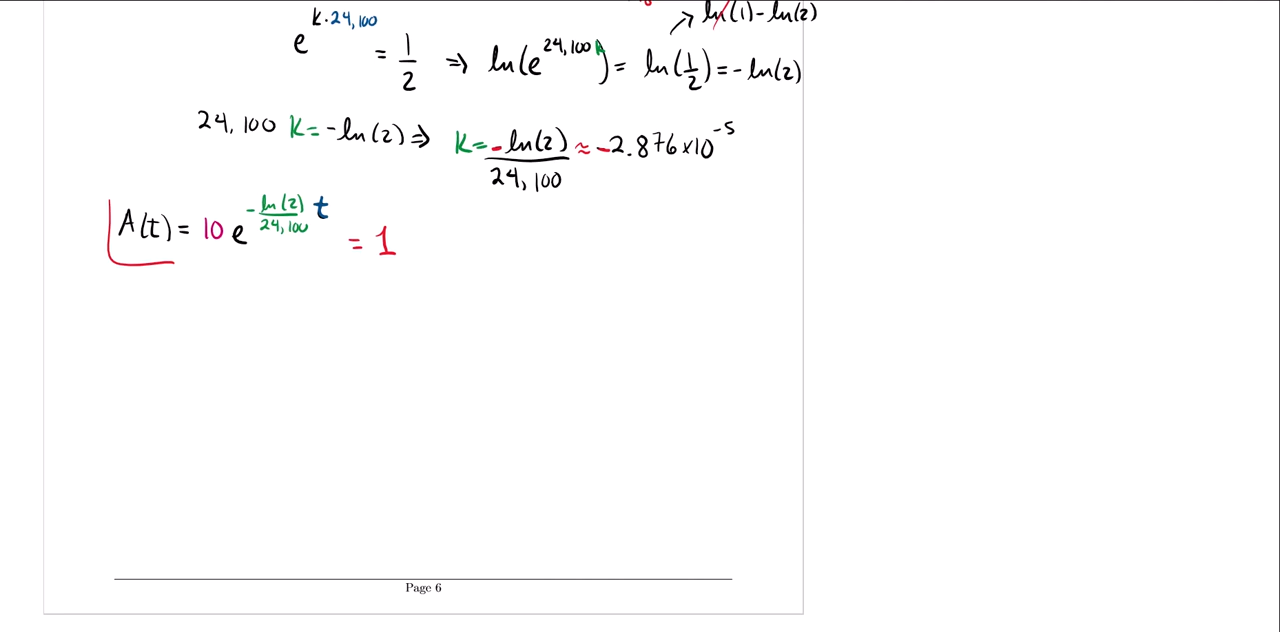 ln(1)-ln(2)
e^{k·24,100} = 1/2 ⇒ ln(e^{24,100k}) = ln(1/2) = -ln(2)
24,100 k = -ln(2) ⇒ k = -ln(2)/24,100 ≈ -2.876×10^{-5}
A(t) = 10 e^{-ln(2)/24,100 t} = 1
Page 6